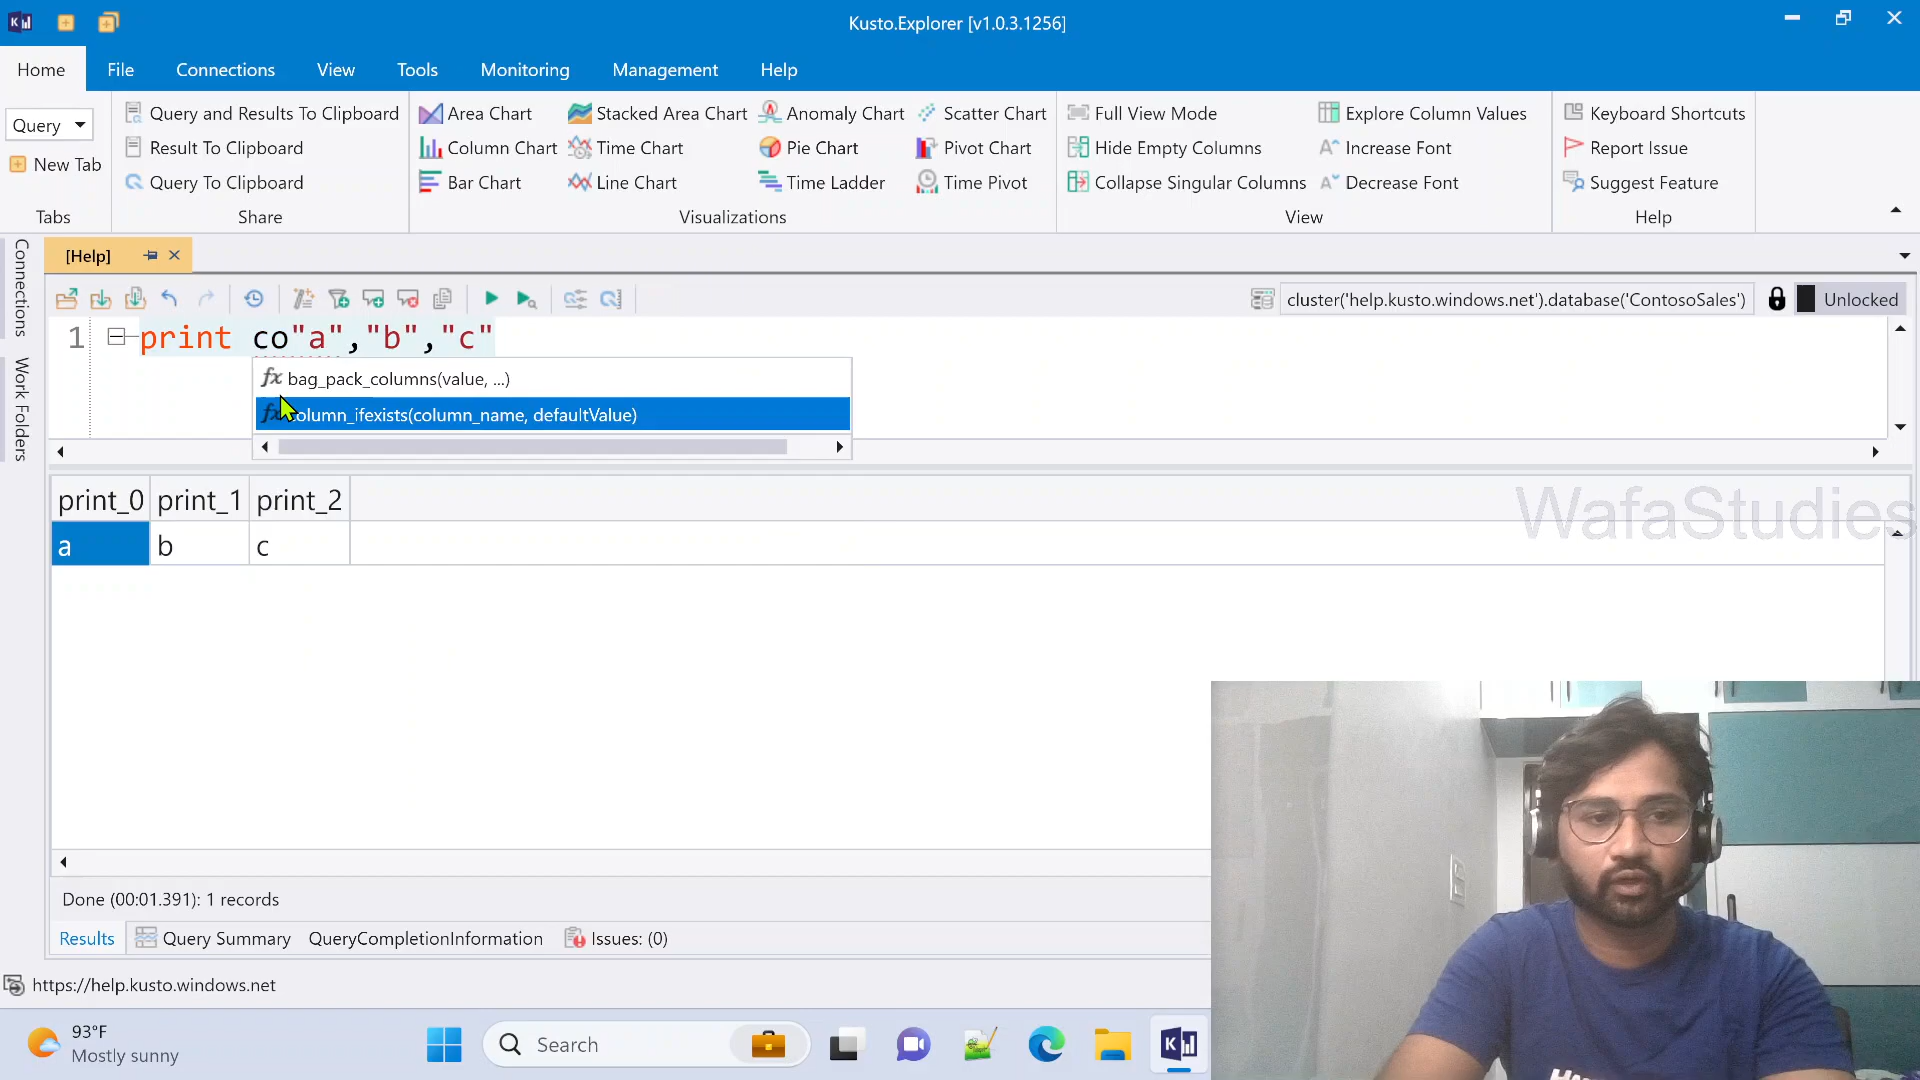 Kusto.Explorer [v1.0.3.1256]
Home File Connections View Tools Monitoring Management Help
Query
New Tab
Tabs
Query and Results To Clipboard
Result To Clipboard
Query To Clipboard
Share
Area Chart Stacked Area Chart Anomaly Chart Scatter Chart
Column Chart Time Chart Pie Chart Pivot Chart
Bar Chart Line Chart Time Ladder Time Pivot
Visualizations
Full View Mode Explore Column Values
Hide Empty Columns Increase Font
Collapse Singular Columns Decrease Font
View
Keyboard Shortcuts
Report Issue
Suggest Feature
Help
Connections
Work Folders
[Help]
cluster('help.kusto.windows.net').database('ContosoSales') Unlocked
1 print co"a","b","c"
fx bag_pack_columns(value, ...)
column_ifexists(column_name, defaultValue)
print_0 print_1 print_2
a b c
WafaStudies
Done (00:01.391): 1 records
Results Query Summary QueryCompletionInformation Issues: (0)
https://help.kusto.windows.net
93°F
Mostly sunny
Search